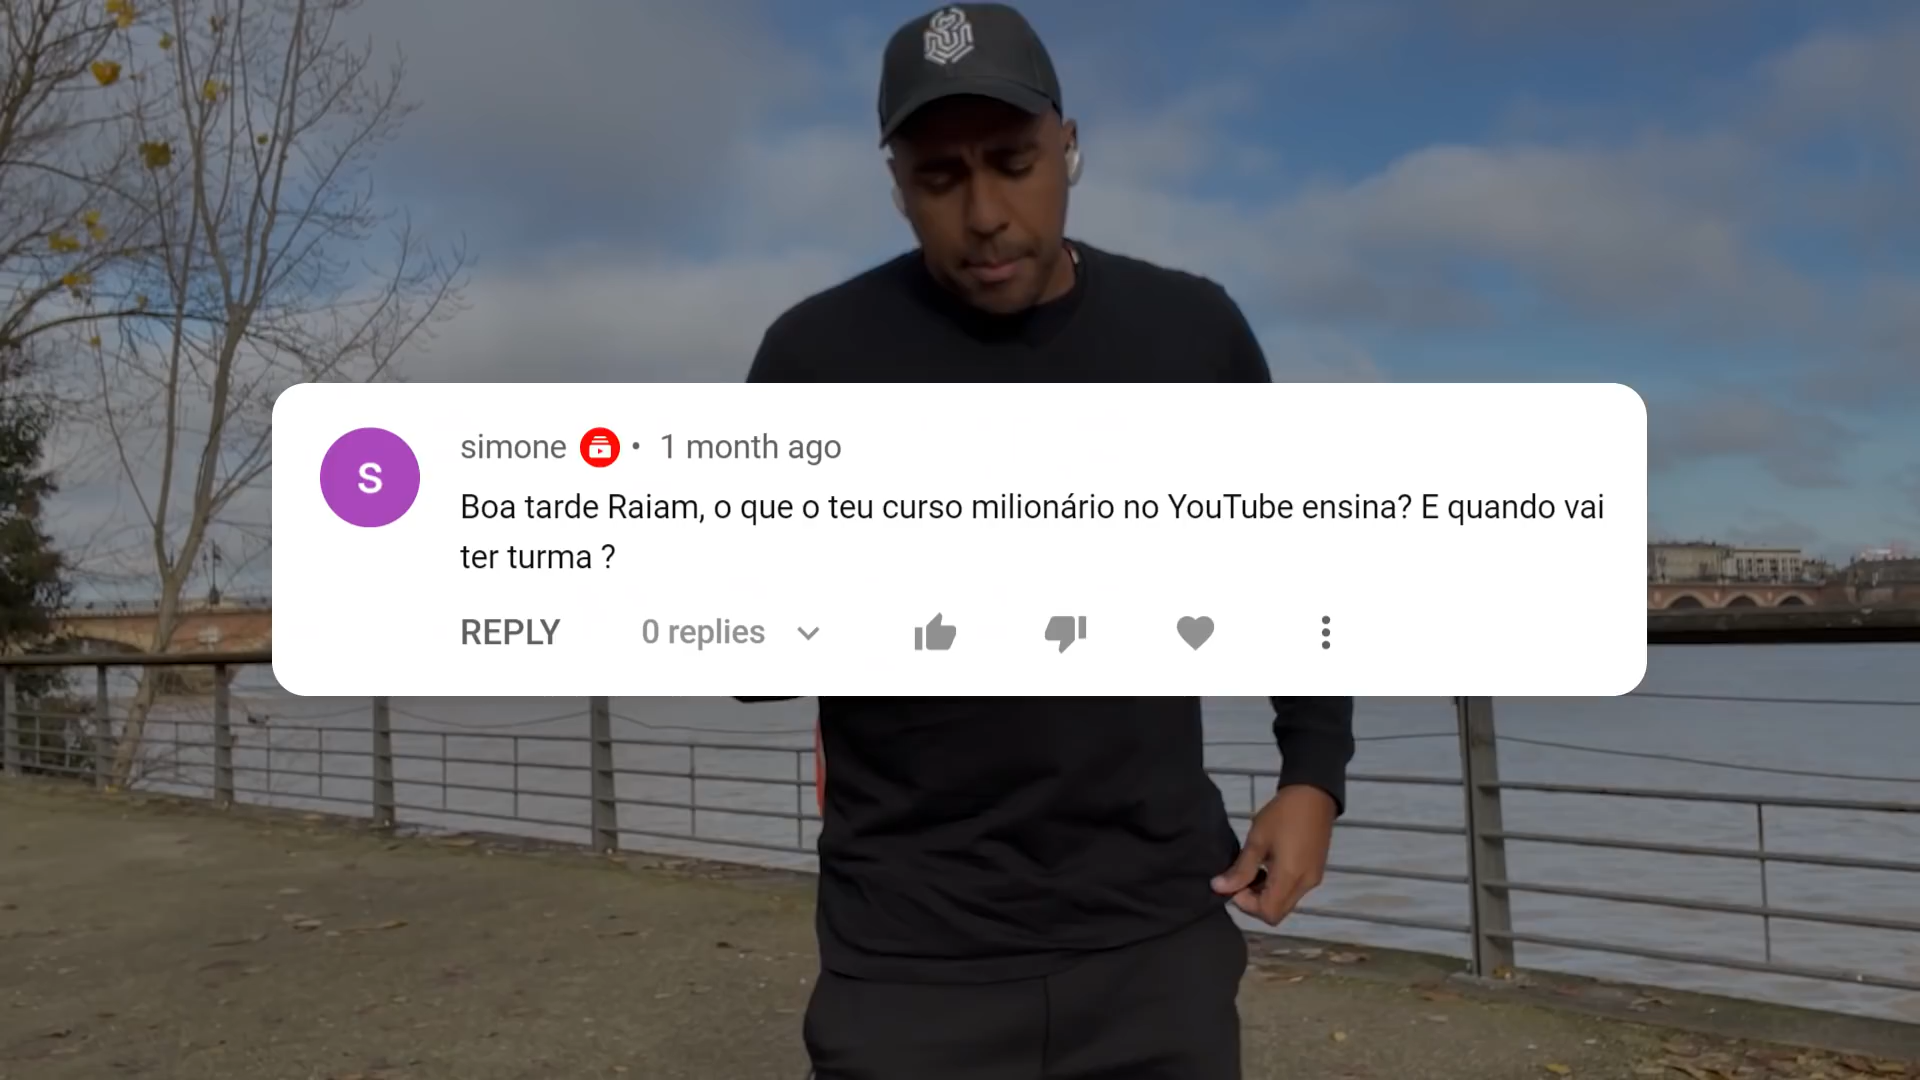 S
simone • 1 month ago
Boa tarde Raiam, o que o teu curso milionário no YouTube ensina? E quando vai
ter turma ?
REPLY 0 replies